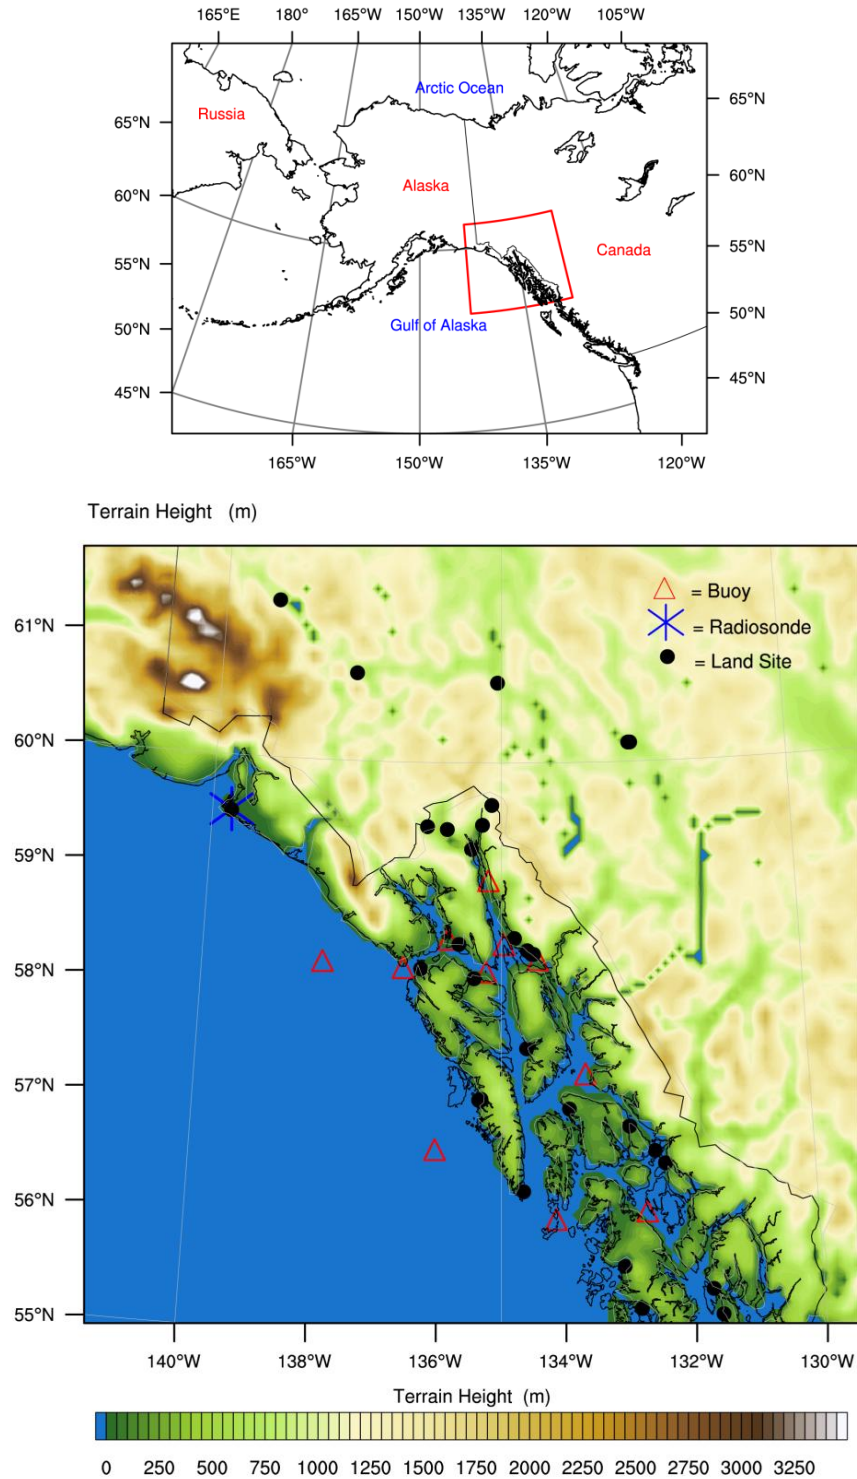 165°E 180° 165°W 150°W 135°W 120°W 105°W
Arctic Ocean
Russia
65°N
65°N
Alaska
60°N
60°N
Canada
55°N
55°N
Gulf of Alaska
50°N
50°N
45°N
45°N
165°W 150°W 135°W 120°W
Terrain Height (m)
= Buoy
= Radiosonde
= Land Site
61°N
60°N
59°N
58°N
57°N
56°N
55°N
140°W 138°W 136°W 134°W 132°W 130°W
Terrain Height (m)
0 250 500 750 1000 1250 1500 1750 2000 2250 2500 2750 3000 3250